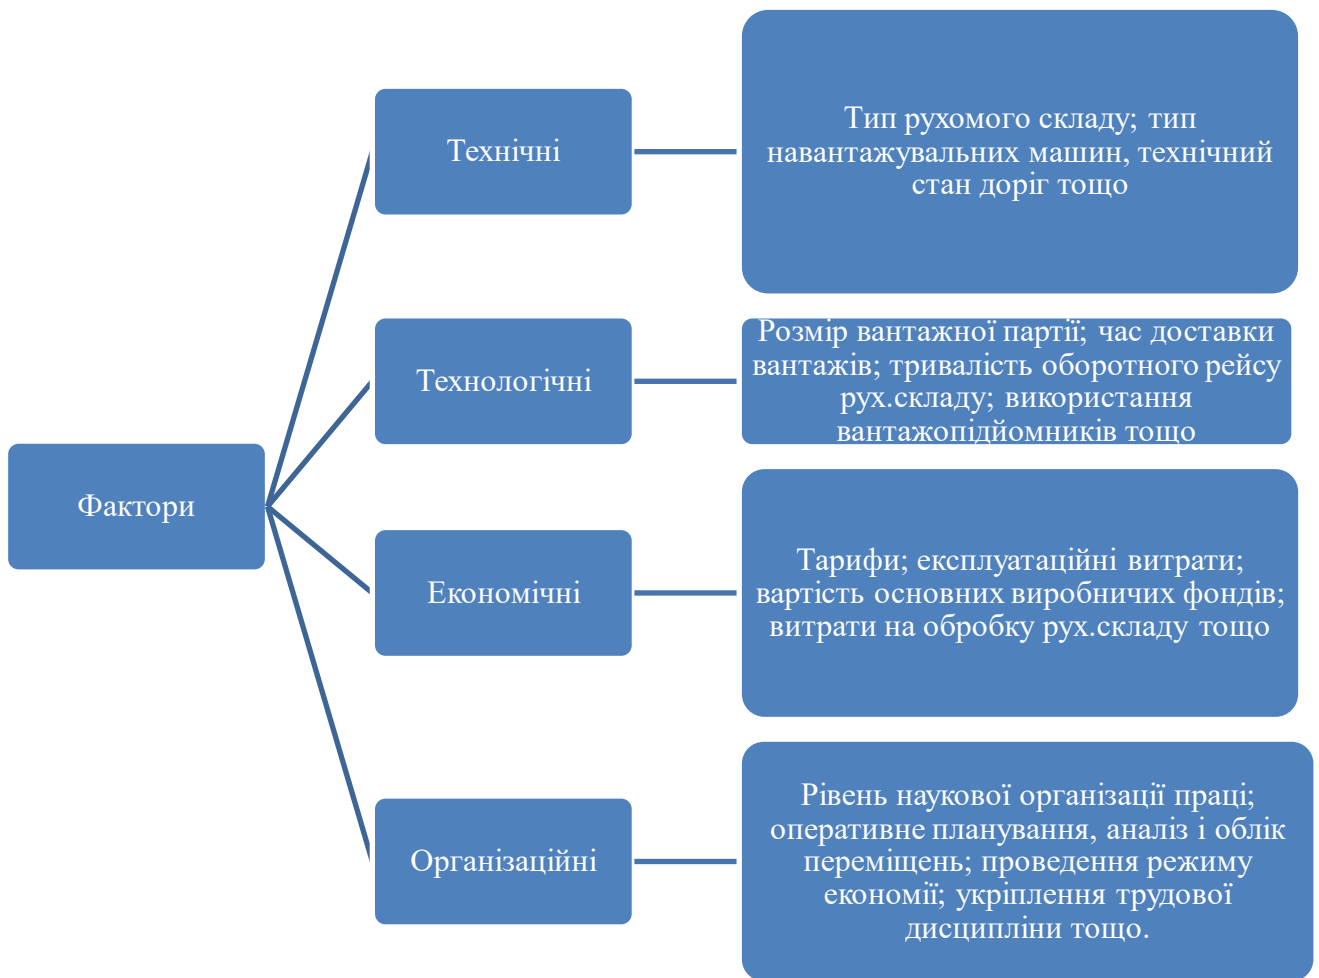 Фактори
Технічні
Тип рухомого складу; тип
навантажувальних машин, технічний
стан доріг тощо
Технологічні
Розмір вантажної партії; час доставки
вантажів; тривалість оборотного рейсу
рух.складу; використання
вантажопідйомників тощо
Економічні
Тарифи; експлуатаційні витрати;
вартість основних виробничих фондів;
витрати на обробку рух.складу тощо
Організаційні
Рівень наукової організації праці;
оперативне планування, аналіз і облік
переміщень; проведення режиму
економії; укріплення трудової
дисципліни тощо.